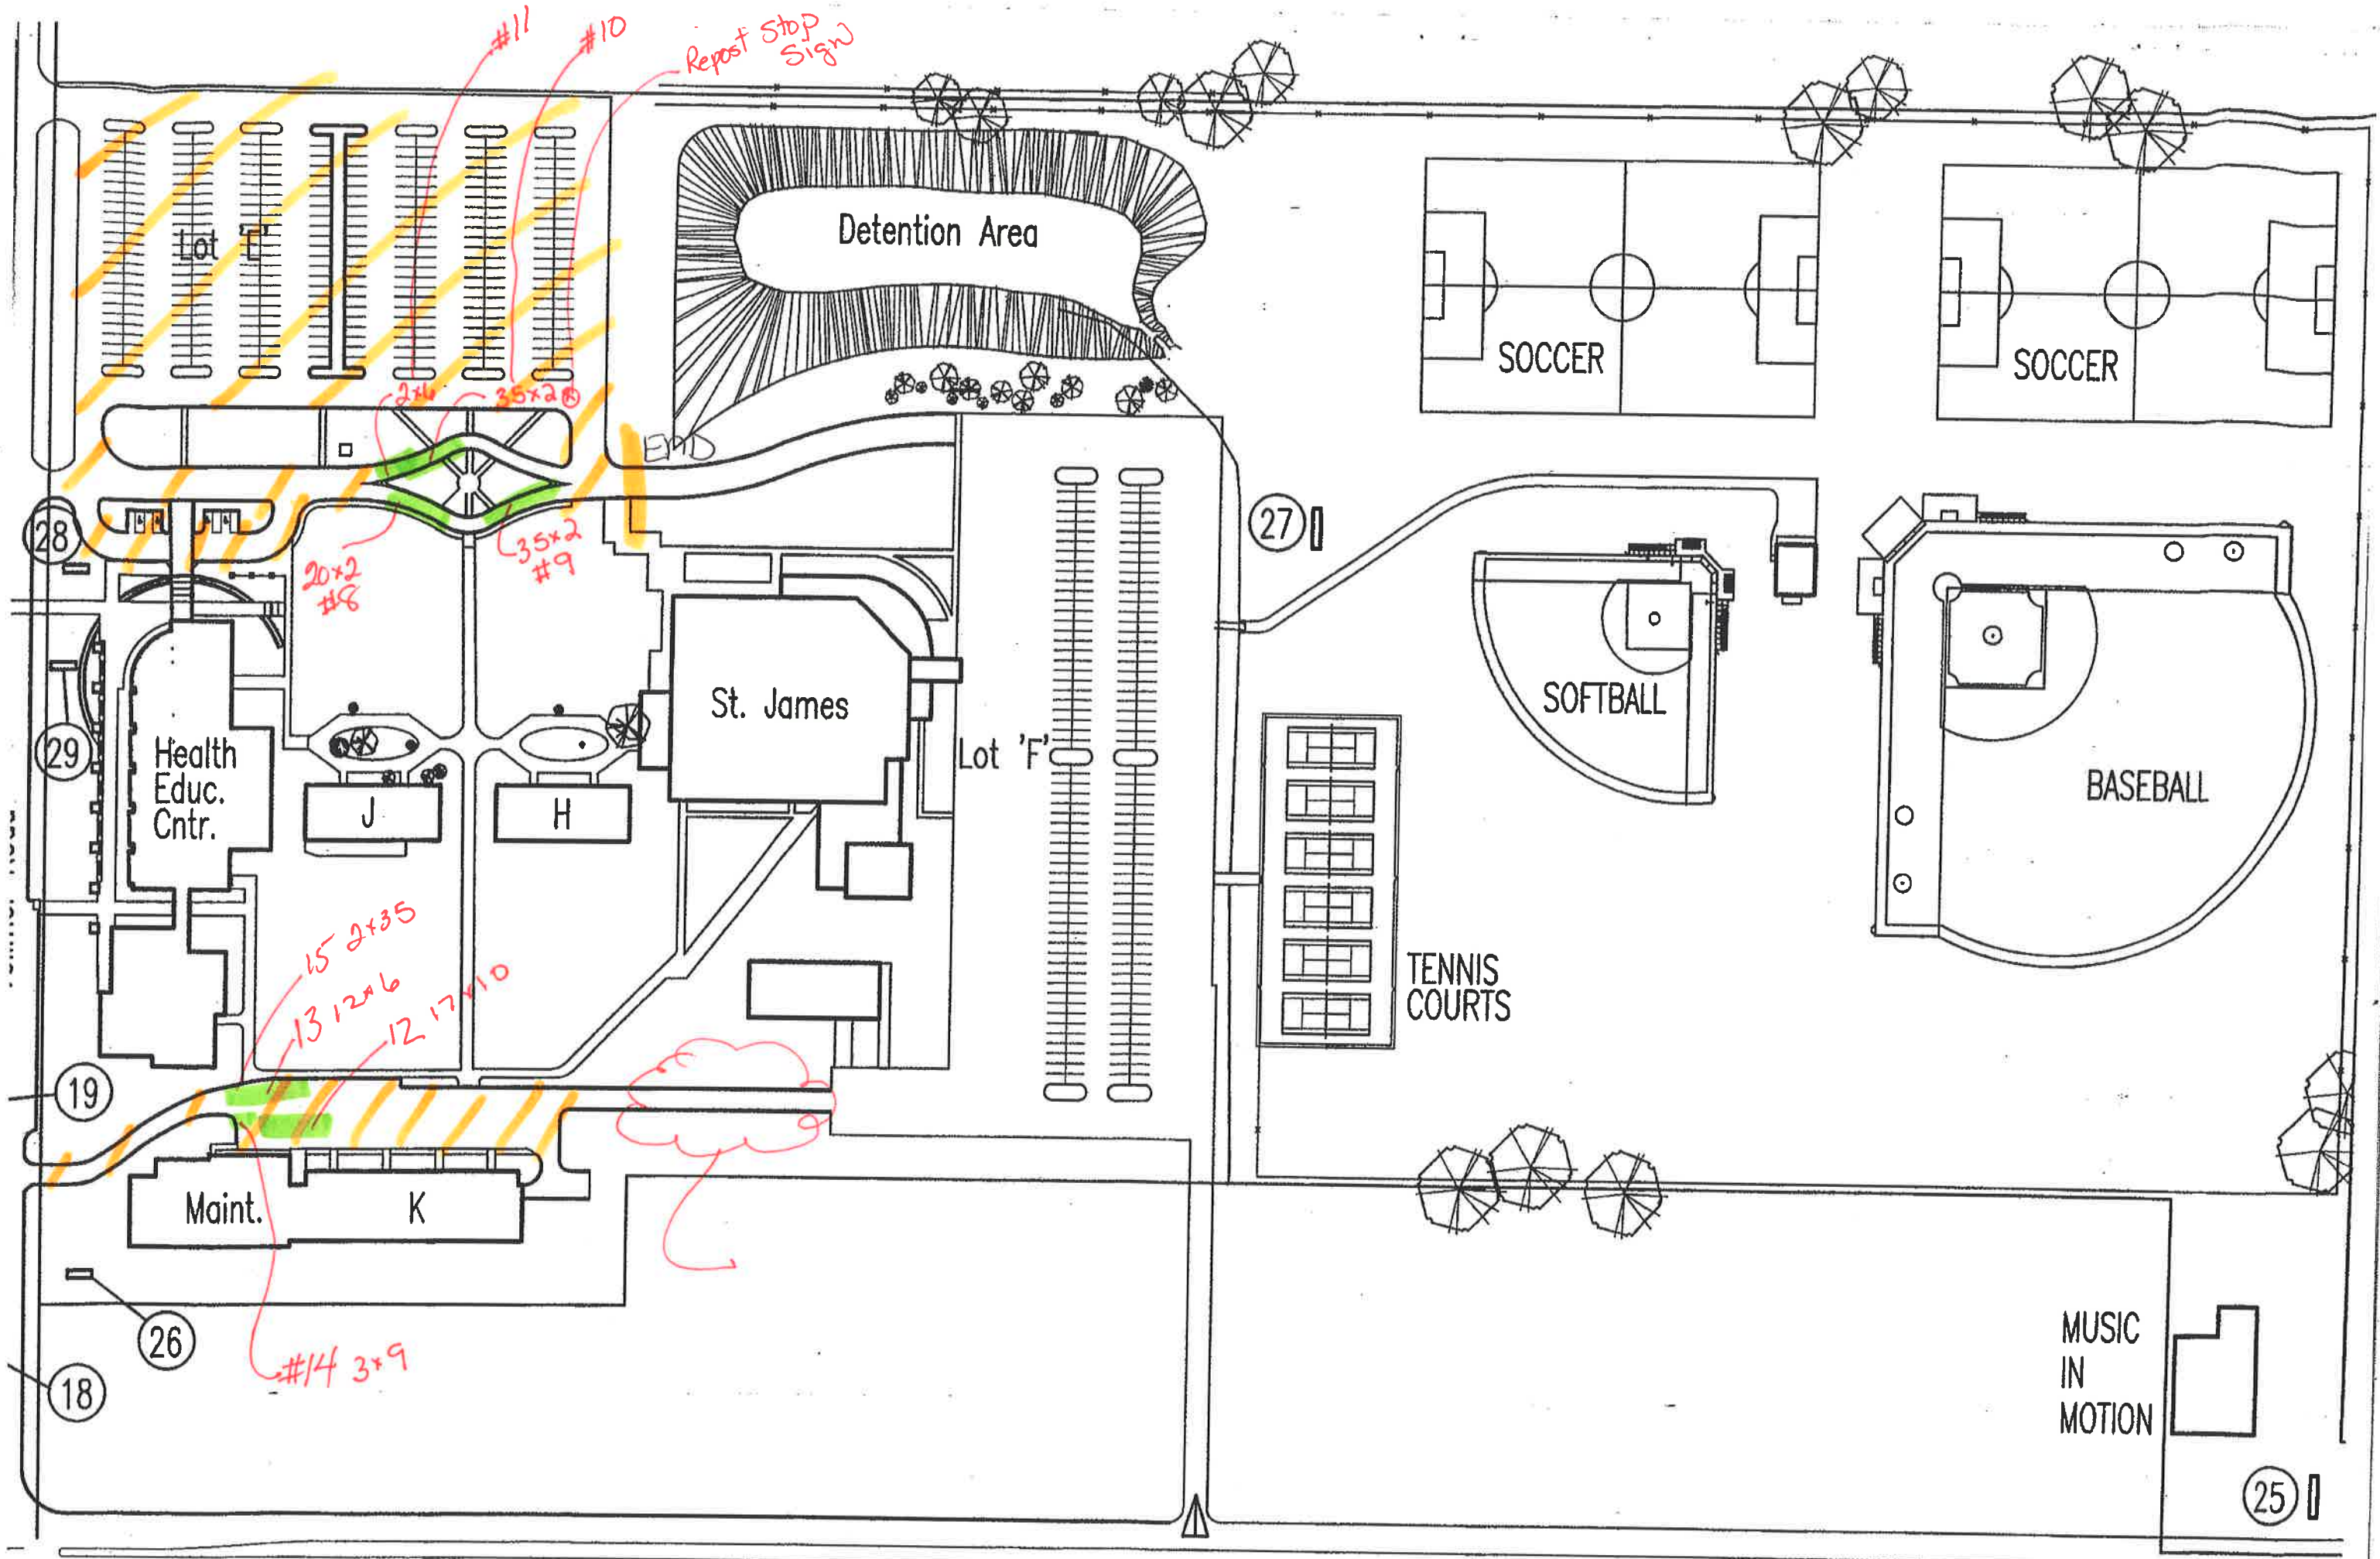 #11
#10
Repost Stop
Sign
Lot 'E'
Detention Area
SOCCER
SOCCER
2x6
35x2
END
28
27
20x2
#8
35x2
#9
29
Health
Educ.
Cntr.
J
H
St. James
Lot 'F'
SOFTBALL
BASEBALL
15 2x35
13 12x6
12 17x10
TENNIS
COURTS
19
Maint.
K
26
18
#14 3x9
MUSIC
IN
MOTION
25